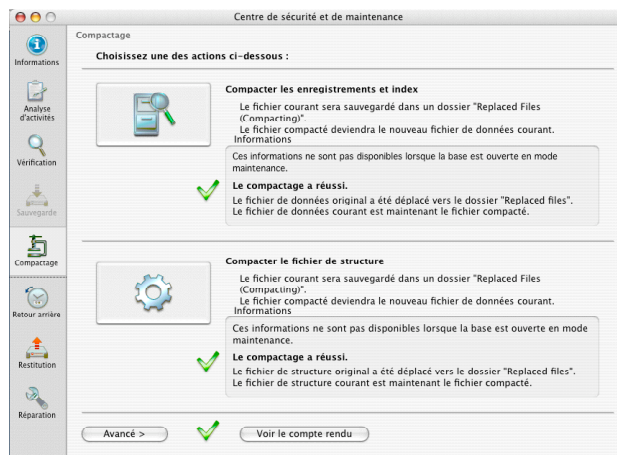 Centre de sécurité et de maintenance
Informations
Analyse
d'activités
Vérification
Sauvegarde
Compactage
Retour arrière
Restitution
Réparation
Compactage
Choisissez une des actions ci-dessous :
Compacter les enregistrements et index
Le fichier courant sera sauvegardé dans un dossier "Replaced Files
(Compacting)".
Le fichier compacté deviendra le nouveau fichier de données courant.
Informations
Ces informations ne sont pas disponibles lorsque la base est ouverte en mode
maintenance.
Le compactage a réussi.
Le fichier de données original a été déplacé vers le dossier "Replaced files".
Le fichier de données courant est maintenant le fichier compacté.
Compacter le fichier de structure
Le fichier courant sera sauvegardé dans un dossier "Replaced Files
(Compacting)".
Le fichier compacté deviendra le nouveau fichier de données courant.
Informations
Ces informations ne sont pas disponibles lorsque la base est ouverte en mode
maintenance.
Le compactage a réussi.
Le fichier de structure original a été déplacé vers le dossier "Replaced files".
Le fichier de structure courant est maintenant le fichier compacté.
Avancé >
Voir le compte rendu